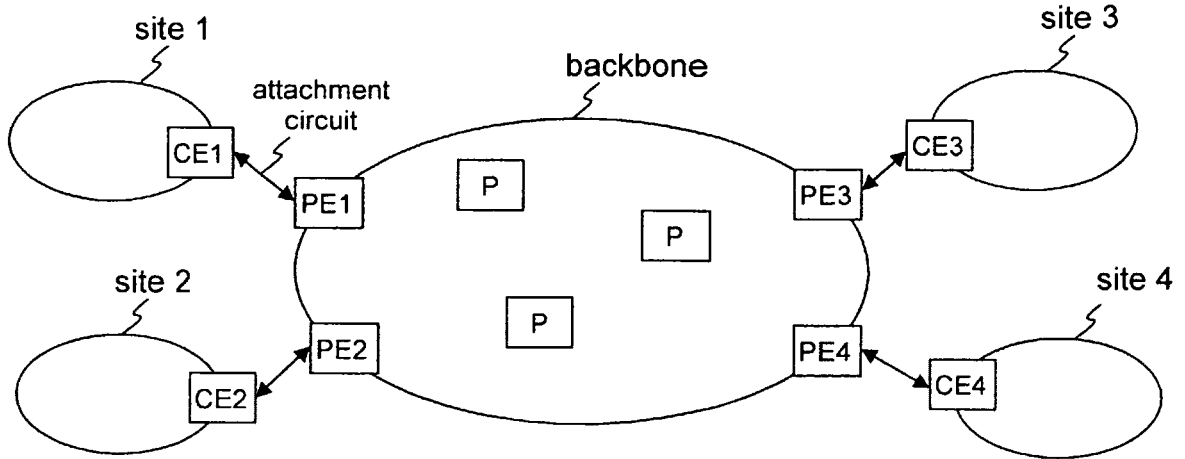 site 1
site 3
backbone
attachment
circuit
CE1
CE3
PE1
P
PE3
P
site 2
site 4
P
PE2
PE4
CE2
CE4